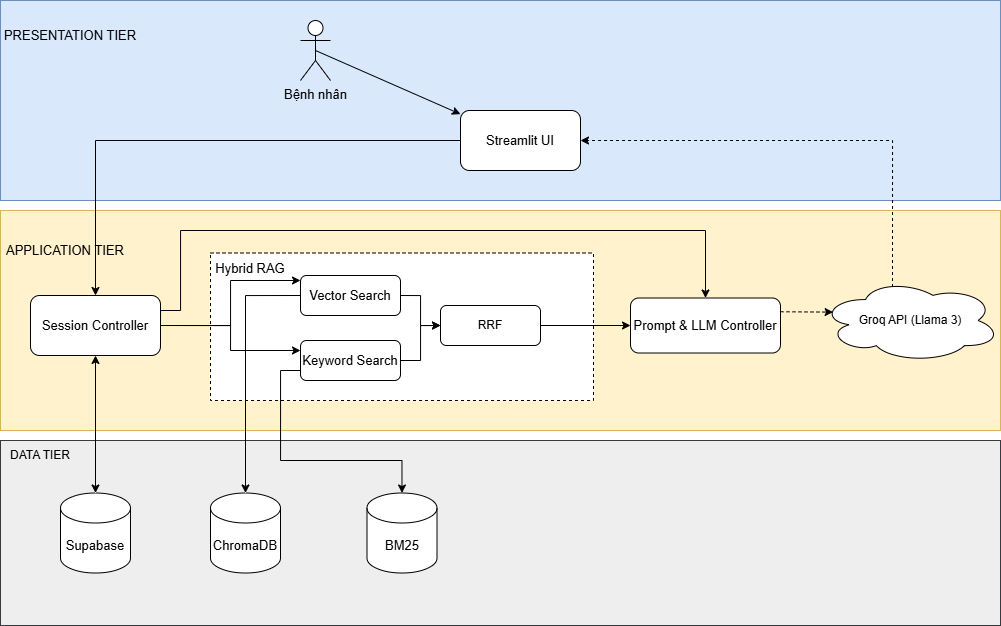 PRESENTATION TIER
Bệnh nhân
Streamlit UI
APPLICATION TIER
Hybrid RAG
Vector Search
Session Controller
RRF
Prompt & LLM Controller
Groq API (Llama 3)
Keyword Search
DATA TIER
Supabase
ChromaDB
BM25